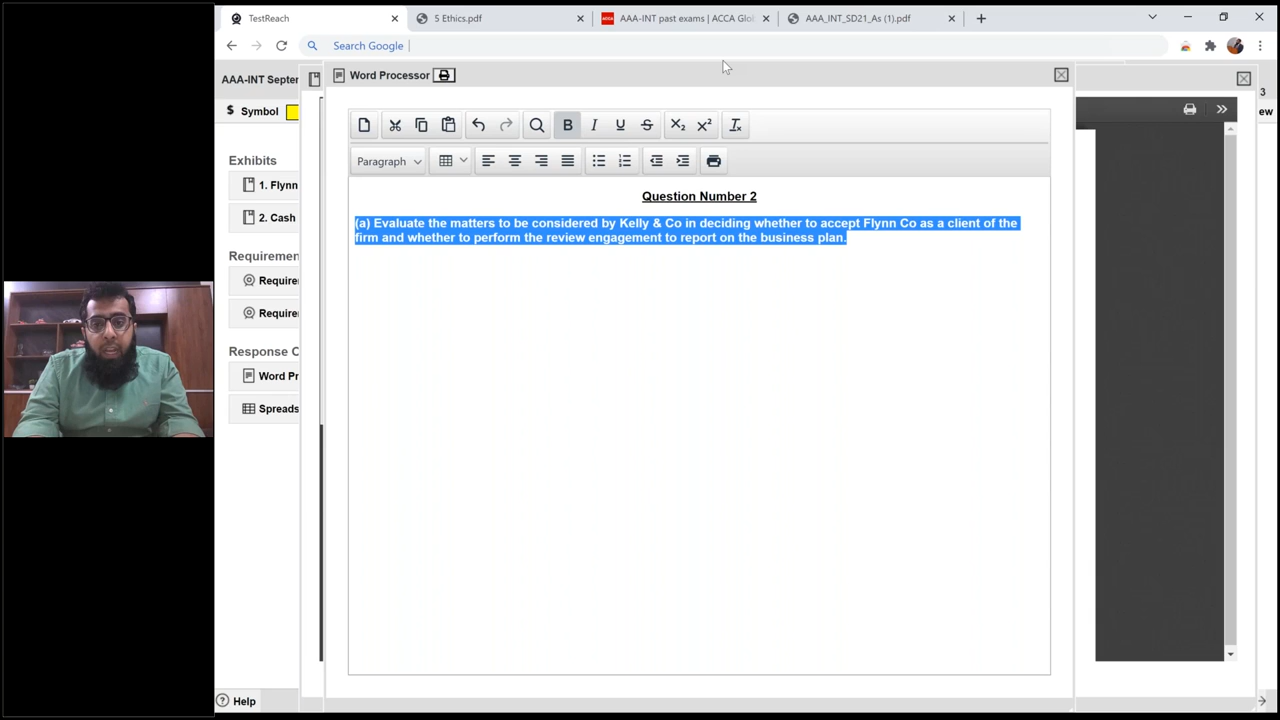 TestReach
5 Ethics.pdf
AAA-INT past exams | ACCA Glo
AAA_INT_SD21_As (1).pdf
Search Google
AAA-INT Septer
Word Processor
3
$ Symbol
ew
Paragraph
Exhibits
1. Flynn
2. Cash
Question Number 2
(a) Evaluate the matters to be considered by Kelly & Co in deciding whether to accept Flynn Co as a client of the
firm and whether to perform the review engagement to report on the business plan.
Requiremen
Require
Require
Response O
Word Pr
Spreads
Help